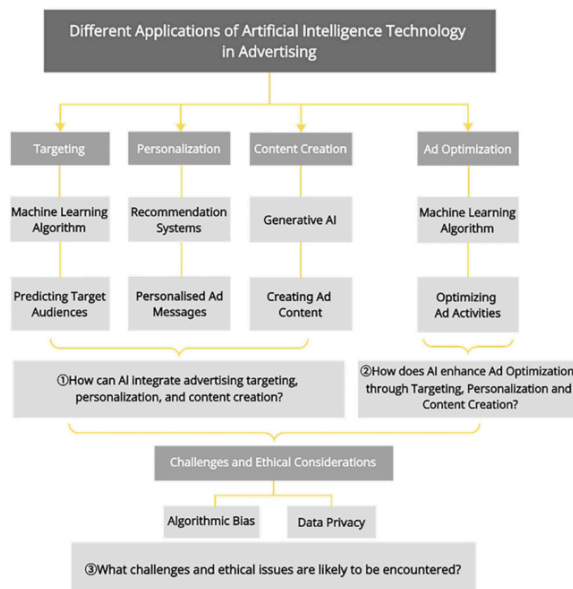 Different Applications of Artificial Intelligence Technology
in Advertising
Targeting
Personalization
Content Creation
Ad Optimization
Machine Learning
Algorithm
Recommendation
Systems
Generative AI
Machine Learning
Algorithm
Predicting Target
Audiences
Personalised Ad
Messages
Creating Ad
Content
Optimizing
Ad Activities
①How can AI integrate advertising targeting,
personalization, and content creation?
②How does AI enhance Ad Optimization
through Targeting, Personalization and
Content Creation?
Challenges and Ethical Considerations
Algorithmic Bias
Data Privacy
③What challenges and ethical issues are likely to be encountered?